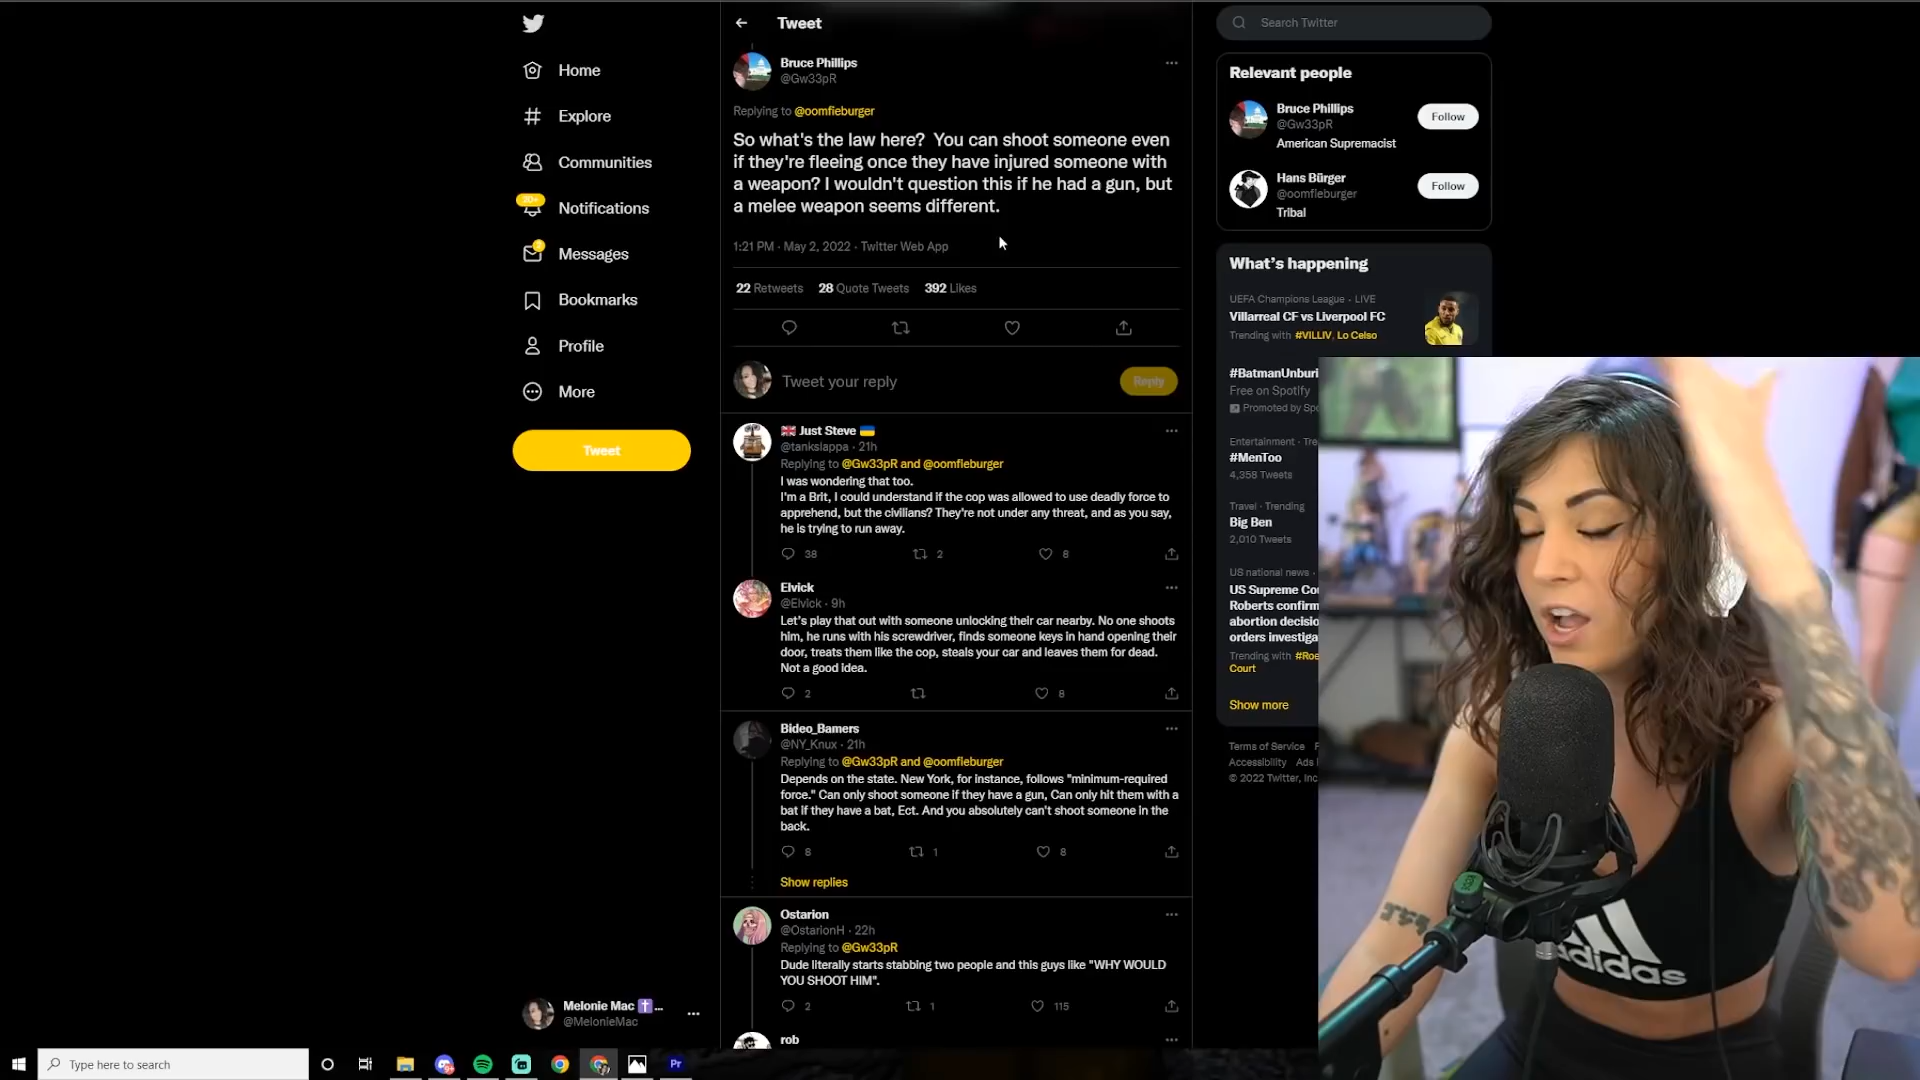 Home
Explore
Communities
20+
Notifications
Messages
Bookmarks
Profile
More
Tweet
Melonie Mac ✝️ ...
@MelonieMac
Tweet
Bruce Phillips
@Gw33pR
Replying to @oomfieburger
So what's the law here?  You can shoot someone even
if they're fleeing once they have injured someone with
a weapon? I wouldn't question this if he had a gun, but
a melee weapon seems different.
1:21 PM · May 2, 2022 · Twitter Web App
22 Retweets 28 Quote Tweets 392 Likes
Tweet your reply
Reply
🇬🇧 Just Steve 🇺🇦
@tankslappa · 21h
Replying to @Gw33pR and @oomfieburger
I was wondering that too.
I'm a Brit, I could understand if the cop was allowed to use deadly force to
apprehend, but the civilians? They're not under any threat, and as you say,
he is trying to run away.
38 2 8
Elvick
@Elvick · 9h
Let's play that out with someone unlocking their car nearby. No one shoots
him, he runs with his screwdriver, finds someone keys in hand opening their
door, treats them like the cop, steals your car and leaves them for dead.
Not a good idea.
2 8
Bideo_Bamers
@NY_Knux · 21h
Replying to @Gw33pR and @oomfieburger
Depends on the state. New York, for instance, follows "minimum-required
force." Can only shoot someone if they have a gun, Can only hit them with a
bat if they have a bat, Ect. And you absolutely can't shoot someone in the
back.
8 1 8
Show replies
Ostarion
@OstarionH · 22h
Replying to @Gw33pR
Dude literally starts stabbing two people and this guys like "WHY WOULD
YOU SHOOT HIM".
2 1 115
rob
Search Twitter
Relevant people
Bruce Phillips
@Gw33pR
Follow
American Supremacist
Hans Bürger
@oomfieburger
Follow
Tribal
What's happening
UEFA Champions League · LIVE
Villarreal CF vs Liverpool FC
Trending with #VILLIV, Lo Celso
#BatmanUnburi
Free on Spotify
Promoted by Spo
Entertainment · Tre
#MenToo
4,358 Tweets
Travel · Trending
Big Ben
2,010 Tweets
US national news ·
US Supreme Co
Roberts confirm
abortion decisio
orders investiga
Trending with #Roe
Court
Show more
Terms of Service P
Accessibility Ads
© 2022 Twitter, Inc
adidas
Type here to search
Pr